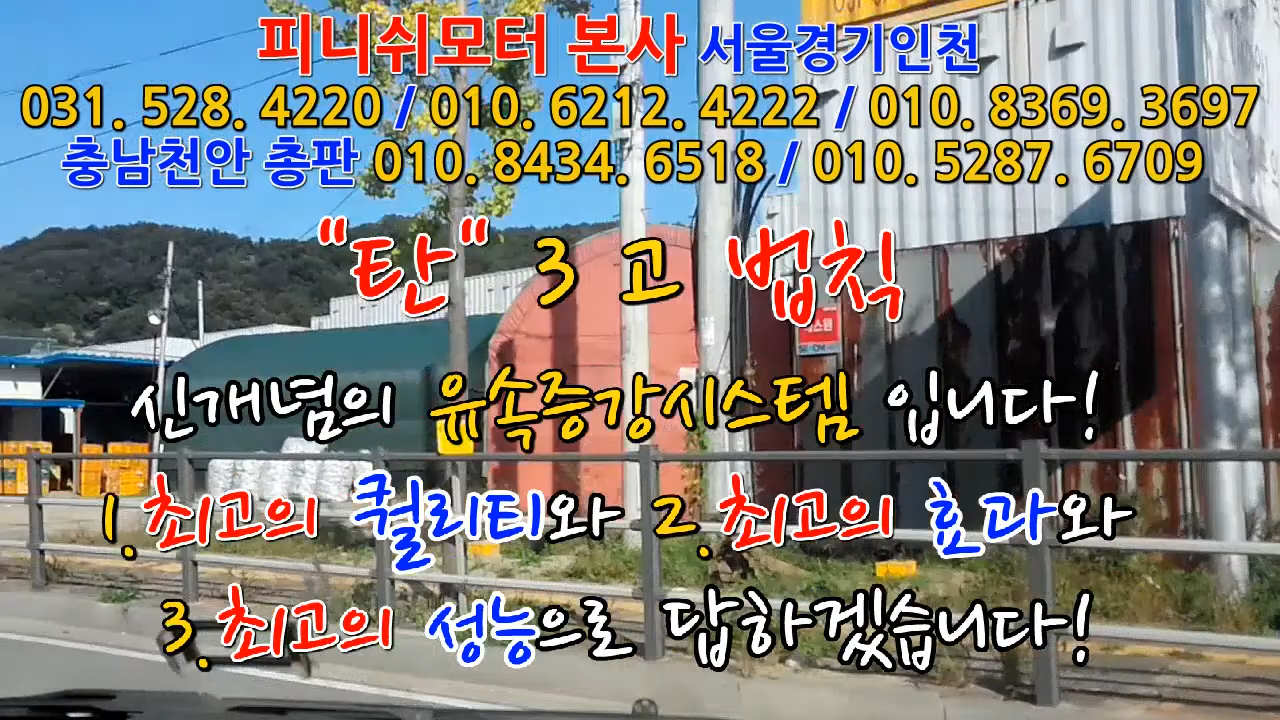 피니쉬모터 본사 서울경기인천
031. 528. 4220 / 010. 6212. 4222 / 010. 8369. 3697
충남천안 총판 010. 8434. 6518 / 010. 5287. 6709
"탄" 3 고 법칙
신개념의 유속증강시스템 입니다!
1. 최고의 퀄리티와 2. 최고의 효과와
3. 최고의 성능으로 답하겠습니다!